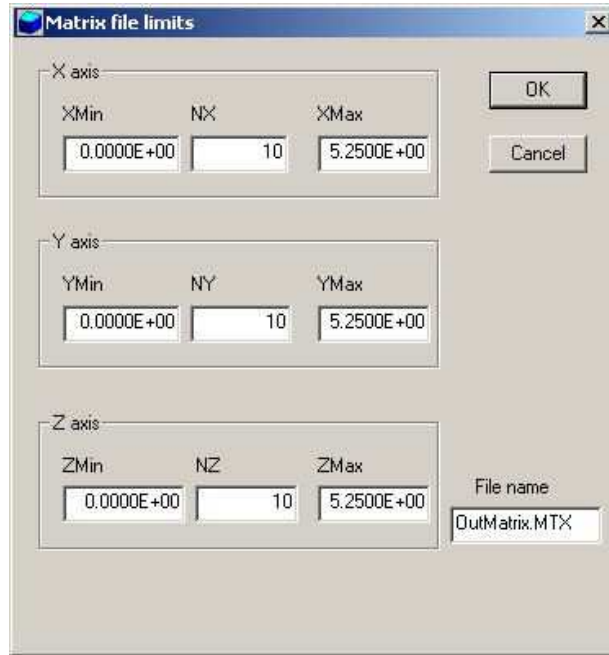 Matrix file limits
X axis
XMin NX XMax
0.0000E+00 10 5.2500E+00
OK
Cancel
Y axis
YMin NY YMax
0.0000E+00 10 5.2500E+00
Z axis
ZMin NZ ZMax
0.0000E+00 10 5.2500E+00
File name
OutMatrix.MTX